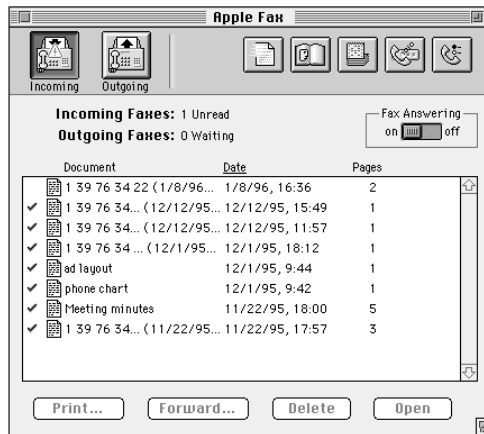 Apple Fax
Incoming Outgoing
Incoming Faxes: 1 Unread
Outgoing Faxes: 0 Waiting
Fax Answering
on off
Document Date Pages
1 39 76 34 22 (1/8/96... 1/8/96, 16:36 2
1 39 76 34... (12/12/95... 12/12/95, 15:49 1
1 39 76 34... (12/12/95... 12/12/95, 11:57 1
1 39 76 34 ... (12/1/95... 12/1/95, 18:12 1
ad layout 12/1/95, 9:44 1
phone chart 12/1/95, 9:42 1
Meeting minutes 11/22/95, 18:00 5
1 39 76 34... (11/22/95... 11/22/95, 17:57 3
Print... Forward... Delete Open